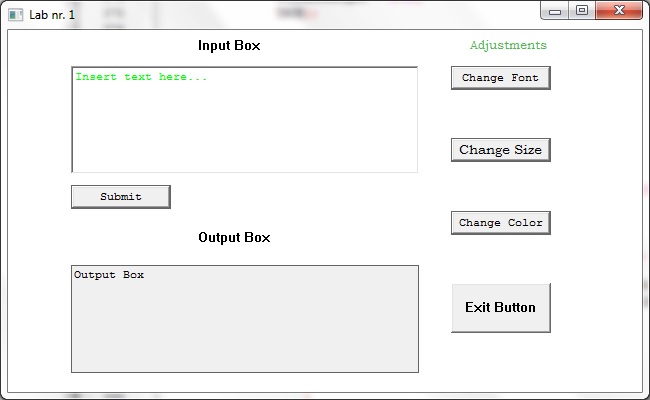 Lab nr. 1
Input Box
Adjustments
Insert text here...
Change Font
Change Size
Submit
Change Color
Output Box
Output Box
Exit Button